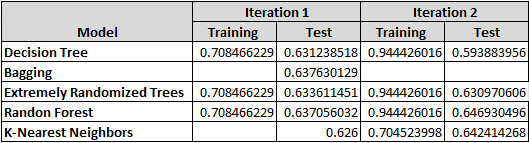 Model Iteration 1 Iteration 2
Training Test Training Test
Decision Tree 0.708466229 0.631238518 0.944426016 0.593883956
Bagging 0.637630129
Extremely Randomized Trees 0.708466229 0.633611451 0.944426016 0.630970606
Randon Forest 0.708466229 0.637056032 0.944426016 0.646930496
K-Nearest Neighbors 0.626 0.704523998 0.642414268